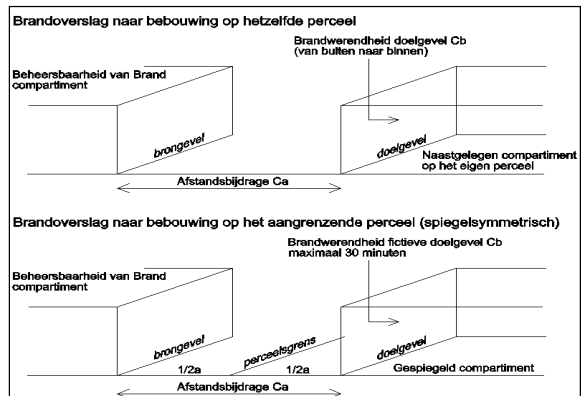 Brandoverslag naar bebouwing op hetzelfde perceel
Brandwerendheid doelgevel Cb
(van buiten naar binnen)
Beheersbaarheid van Brand
compartiment
brongevel
doelgevel
Naastgelegen compartiment
op het eigen perceel
Afstandsbijdrage Ca
Brandoverslag naar bebouwing op het aangrenzende perceel (spiegelsymmetrisch)
Brandwerendheid fictieve doelgevel Cb
maximaal 30 minuten
Beheersbaarheid van Brand
compartiment
brongevel
perceelsgrens
doelgevel
1/2a
1/2a
Gespiegeld compartiment
Afstandsbijdrage Ca